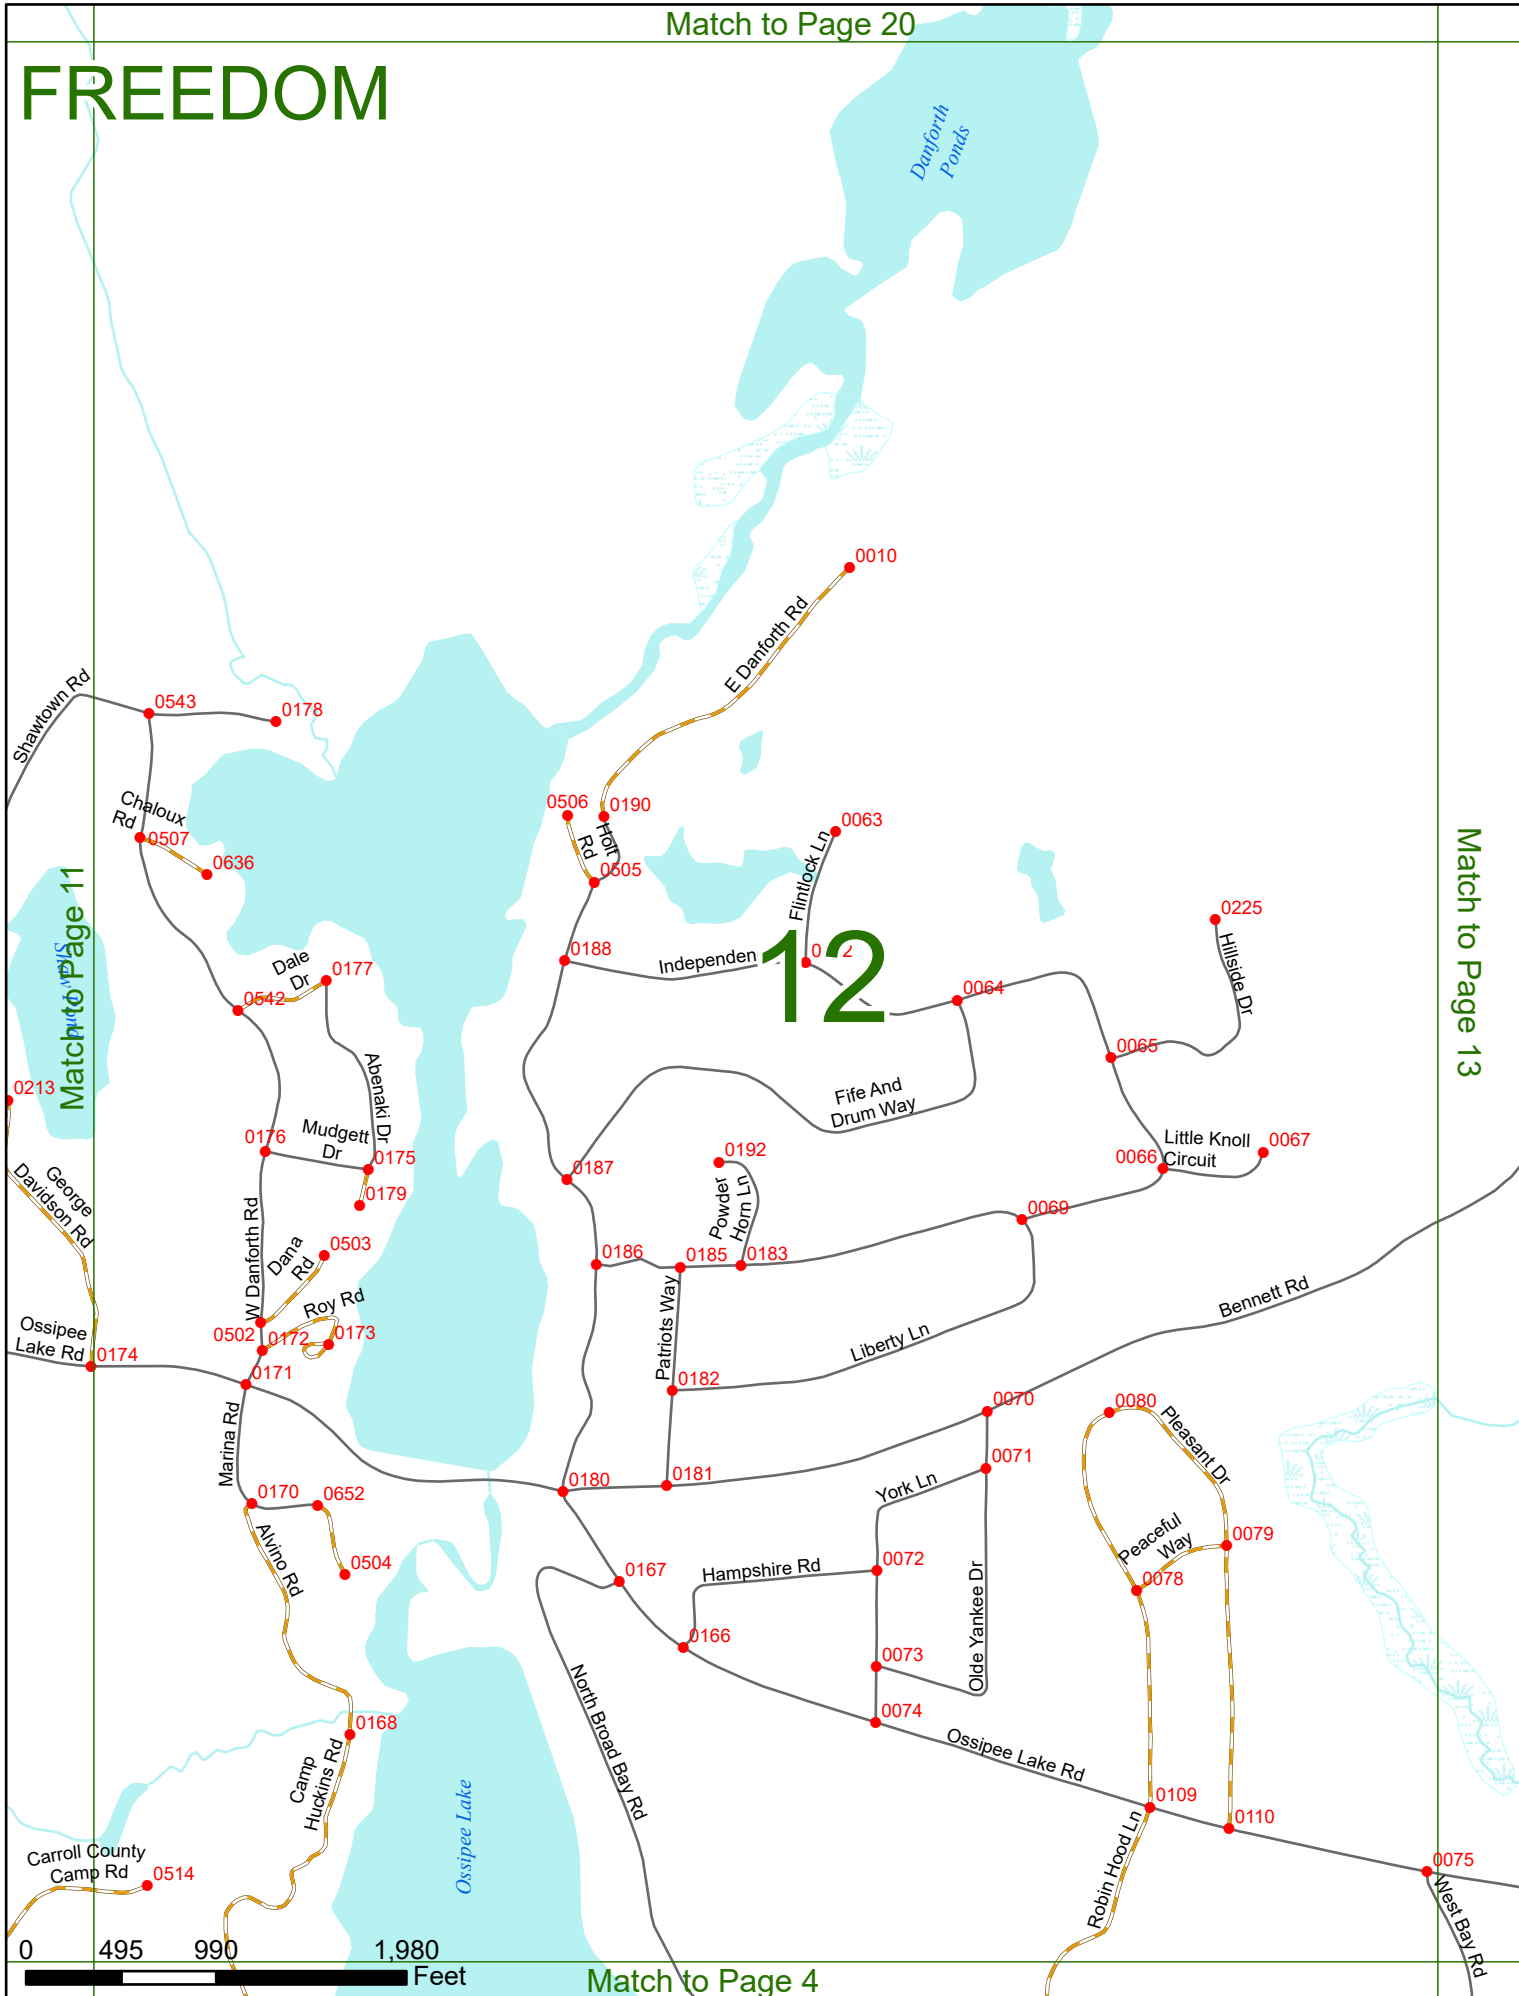 Match to Page 20
FREEDOM
Danforth
Ponds
0010
E Danforth Rd
Shawtown Rd
0543
0178
Chaloux
Rd
0507
0636
0506
0190
Holt
Rd
0505
0063
Flintlock Ln
Match to Page 11
Shaw Pond
Match to Page 13
0225
Hillside Dr
0188
Independen
12
0064
0065
Dale
Dr
0177
0542
Abenaki Dr
0213
Fife And
Drum Way
0176
Mudgett
Dr
0175
0179
0187
0192
Powder
Horn Ln
Little Knoll
Circuit
0067
0066
George
Davidson Rd
W Danforth Rd
Dana
Rd
0503
0069
0186
0185
0183
Patriots Way
Roy Rd
0502
0172
0173
Ossipee
Lake Rd
0174
0171
Bennett Rd
Liberty Ln
0182
Marina Rd
0070
0080
Pleasant Dr
0071
York Ln
0180
0181
0170
0652
Alvino Rd
0504
Peaceful
Way
0079
0078
0072
Hampshire Rd
0167
Olde Yankee Dr
0166
0073
0074
North Broad Bay Rd
0168
Camp
Huckins Rd
Ossipee Lake Rd
Ossipee Lake
0109
0110
Robin Hood Ln
0075
West Bay Rd
Carroll County
Camp Rd
0514
0 495 990 1,980
Feet
Match to Page 4